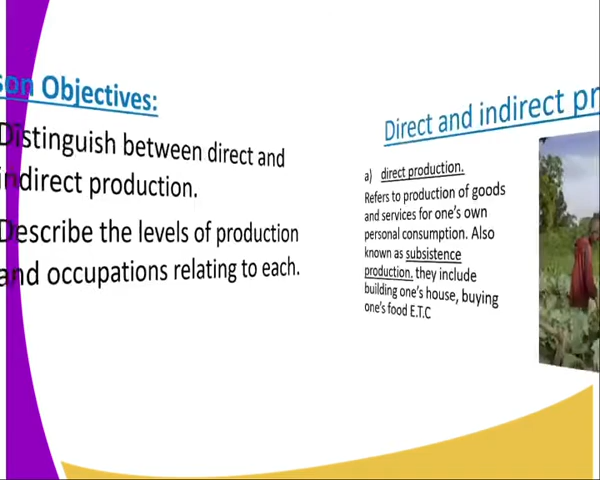 son Objectives:
Distinguish between direct and
indirect production.
Describe the levels of production
and occupations relating to each.
Direct and indirect pr
a) direct production.
Refers to production of goods
and services for one's own
personal consumption. Also
known as subsistence
production. they include
building one's house, buying
one's food E.T.C